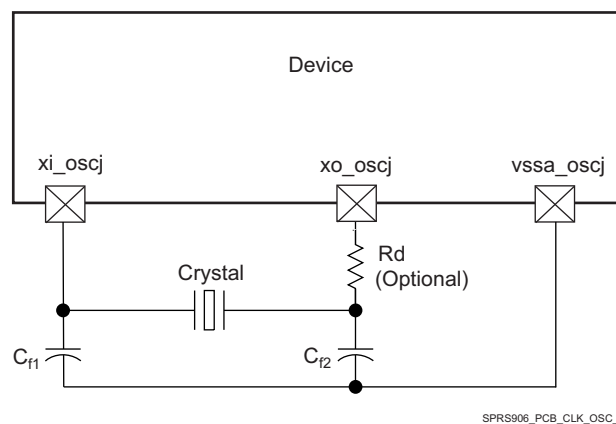 Device
xi_oscj
xo_oscj
vssa_oscj
Rd
(Optional)
Crystal
Cf1
Cf2
SPRS906_PCB_CLK_OSC_